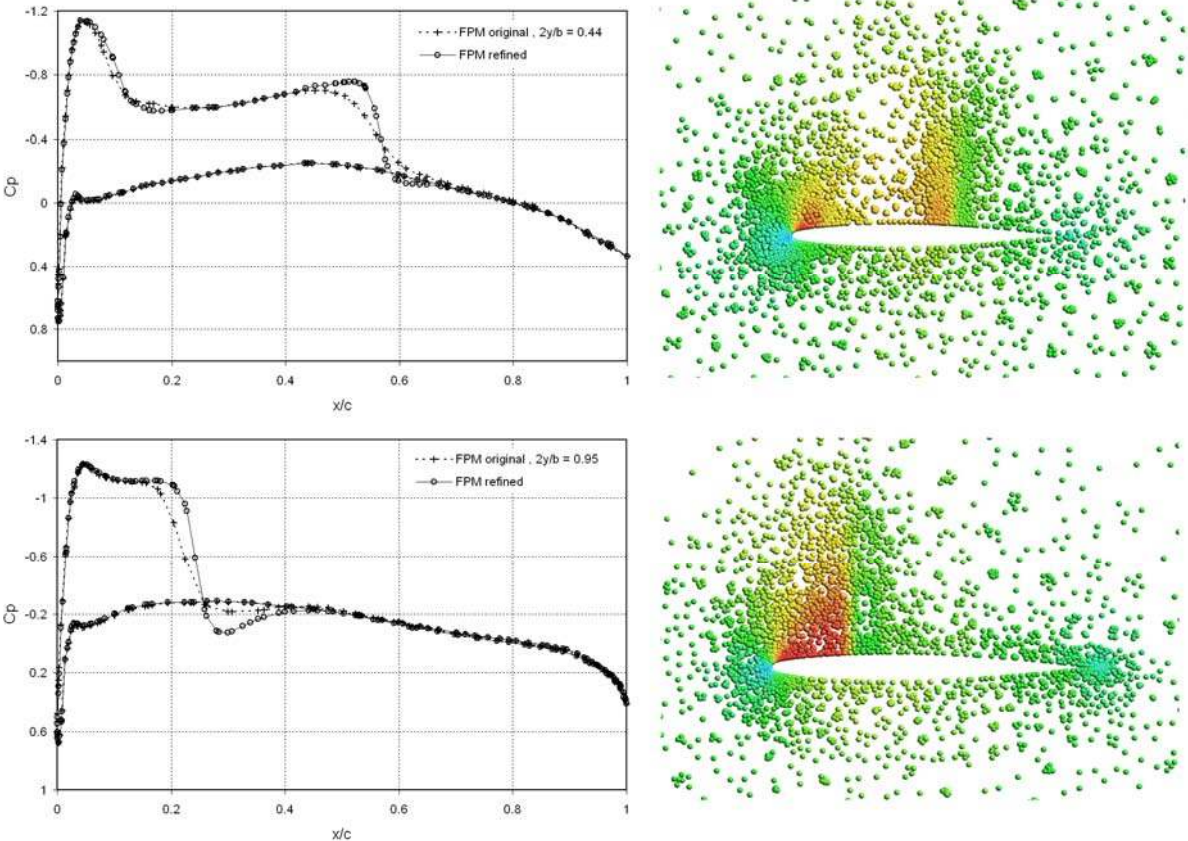 -1.2
-0.8
-0.4
0
0.4
0.8
Cp
FPM original , 2y/b = 0.44
FPM refined
0 0.2 0.4 0.6 0.8 1
x/c
-1.4
-1
-0.6
-0.2
0.2
0.6
1
Cp
FPM original , 2y/b = 0.95
FPM refined
0 0.2 0.4 0.6 0.8 1
x/c